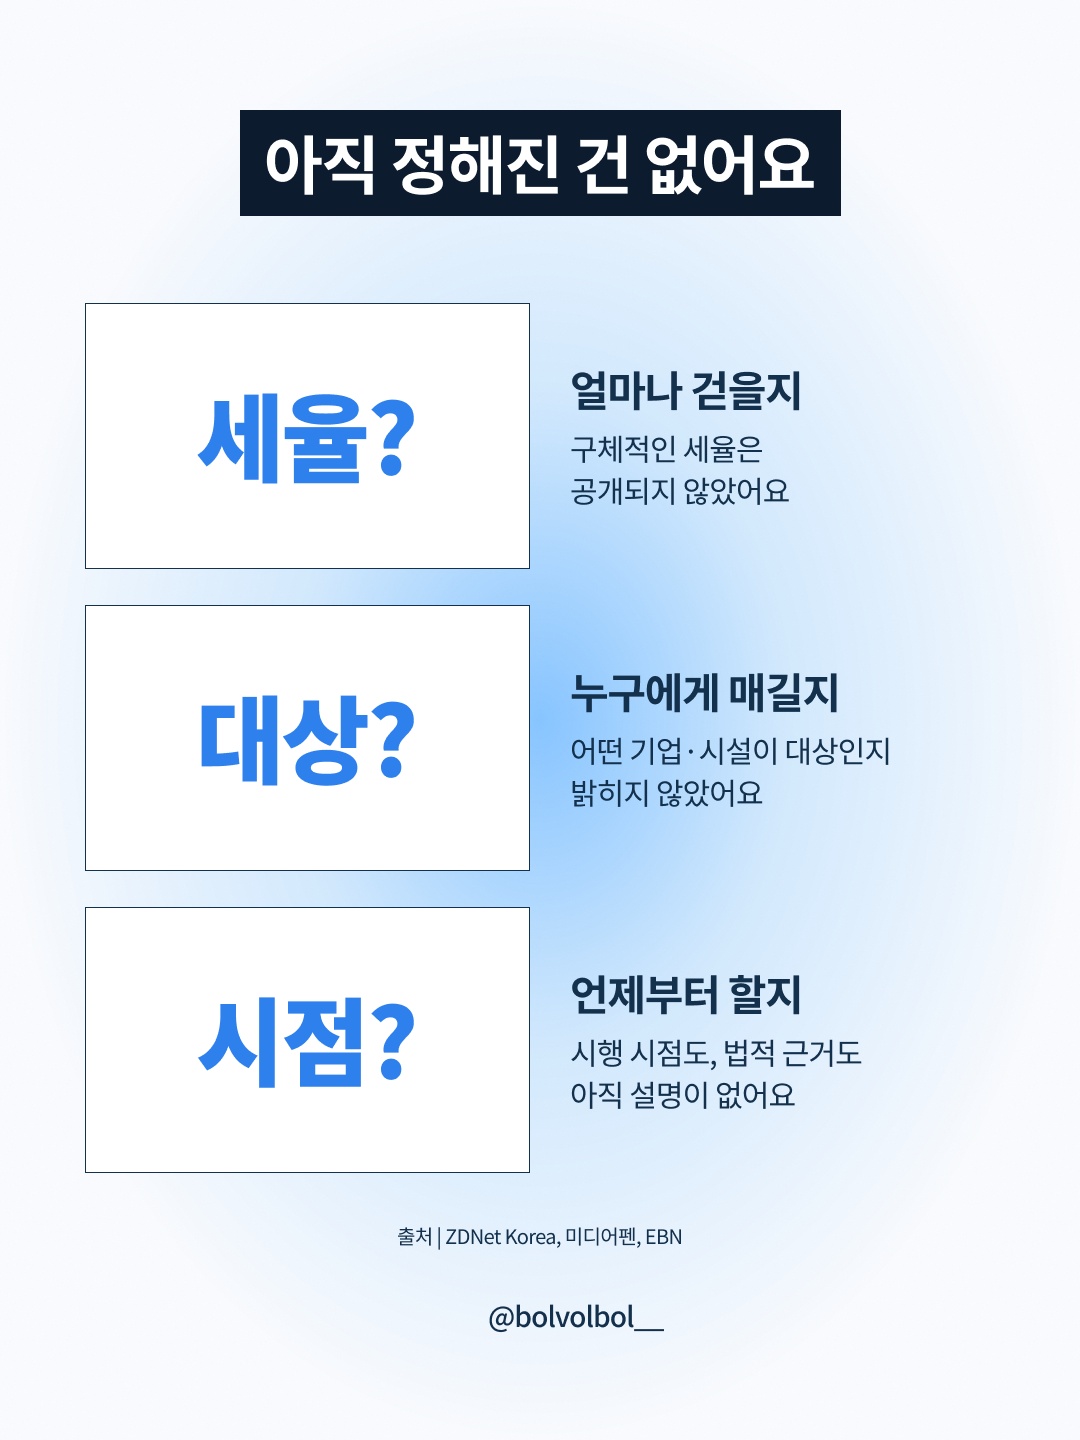 아직 정해진 건 없어요
세율?
얼마나 걷을지
구체적인 세율은
공개되지 않았어요
대상?
누구에게 매길지
어떤 기업·시설이 대상인지
밝히지 않았어요
시점?
언제부터 할지
시행 시점도, 법적 근거도
아직 설명이 없어요
출처 | ZDNet Korea, 미디어펜, EBN
@bolvolbol__